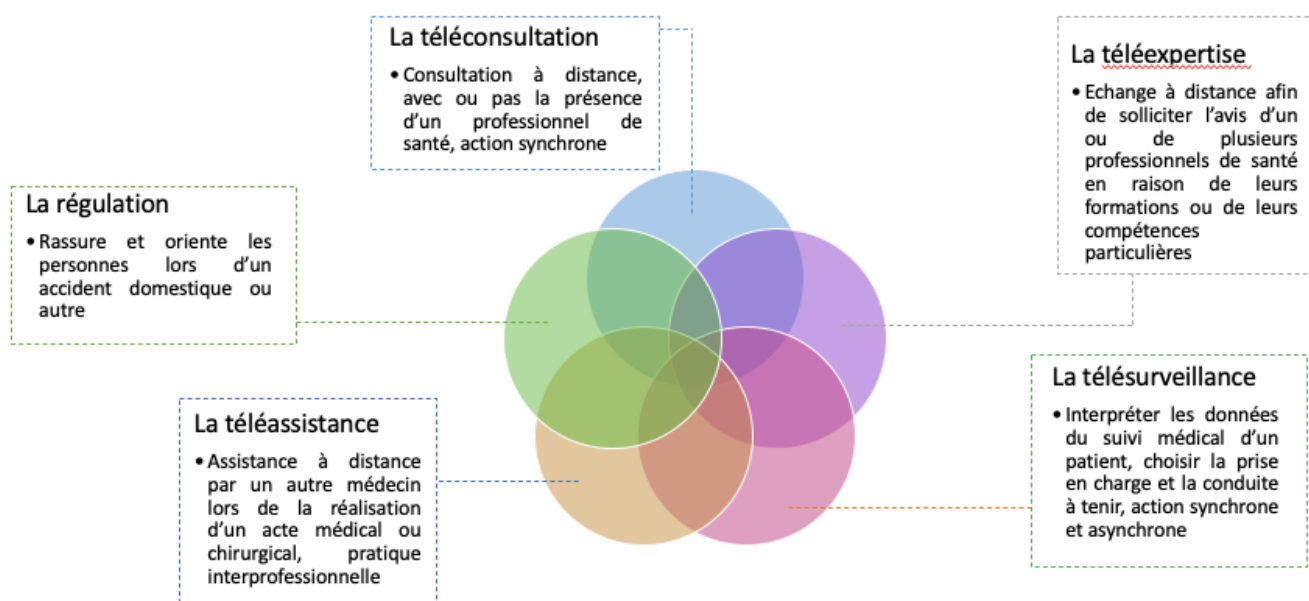 La téléconsultation
• Consultation à distance,
avec ou pas la présence
d'un professionnel de
santé, action synchrone
La téléexpertise
• Echange à distance afin
de solliciter l'avis d'un
ou de plusieurs
professionnels de santé
en raison de leurs
formations ou de leurs
compétences
particulières
La régulation
• Rassure et oriente les
personnes lors d'un
accident domestique ou
autre
La télésurveillance
• Interpréter les données
du suivi médical d'un
patient, choisir la prise
en charge et la conduite
à tenir, action synchrone
et asynchrone
La téléassistance
• Assistance à distance
par un autre médecin
lors de la réalisation
d'un acte médical ou
chirurgical, pratique
interprofessionnelle